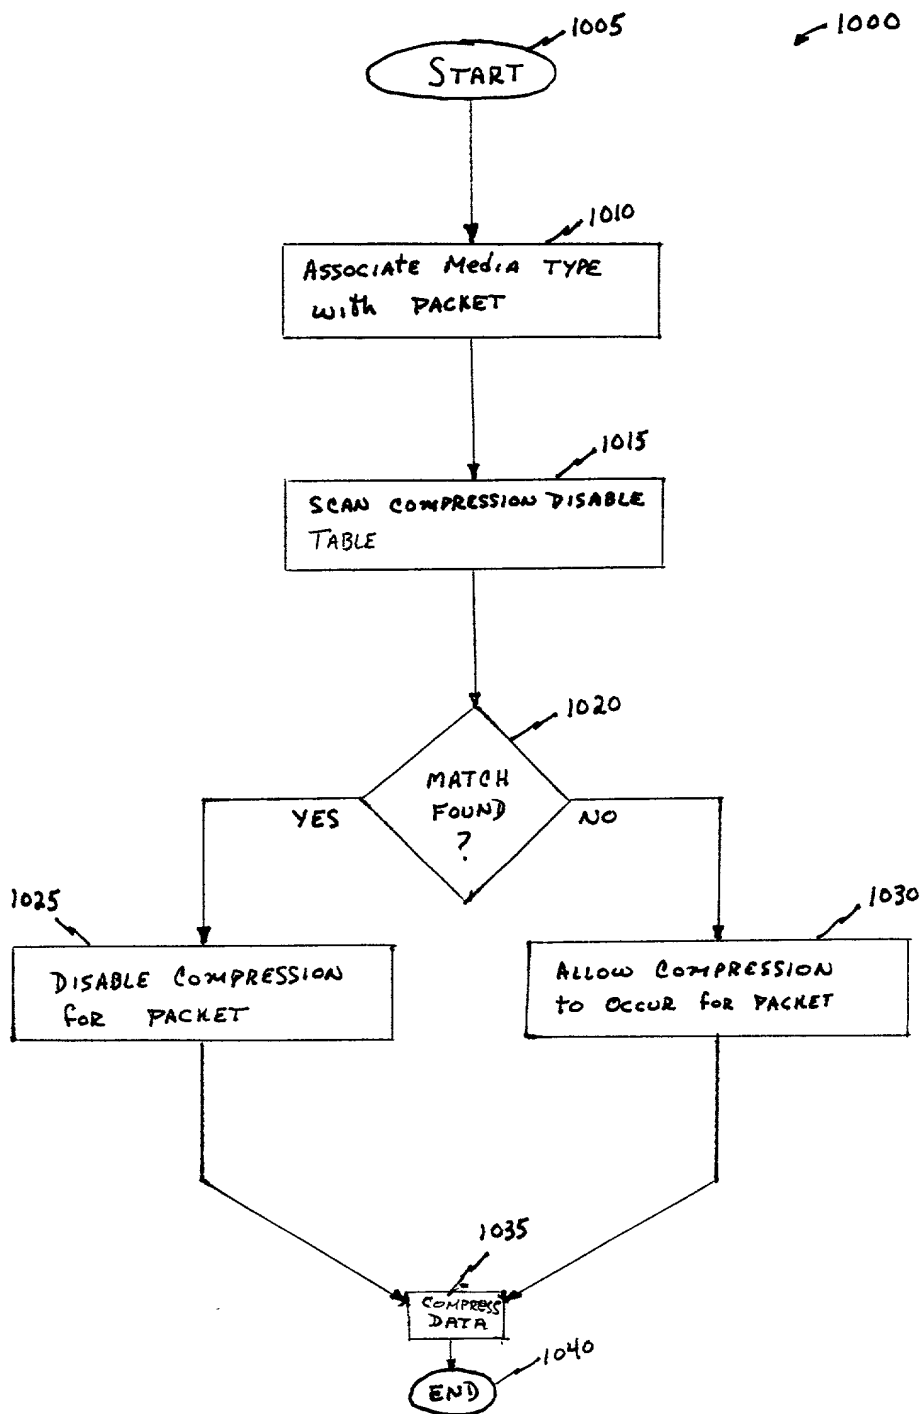 1005
1000
START
1010
ASSOCIATE MediA TYPE
with PACKET
1015
SCAN COMPRESSION DISABLE
TABLE
1020
MATCH
FOUND
?
YES
NO
1025
1030
DISABLE COMPRESSION
for PACKET
ALLOW COMPRESSION
to OCCUR for PACKET
1035
COMPRESS
DATA
1040
END